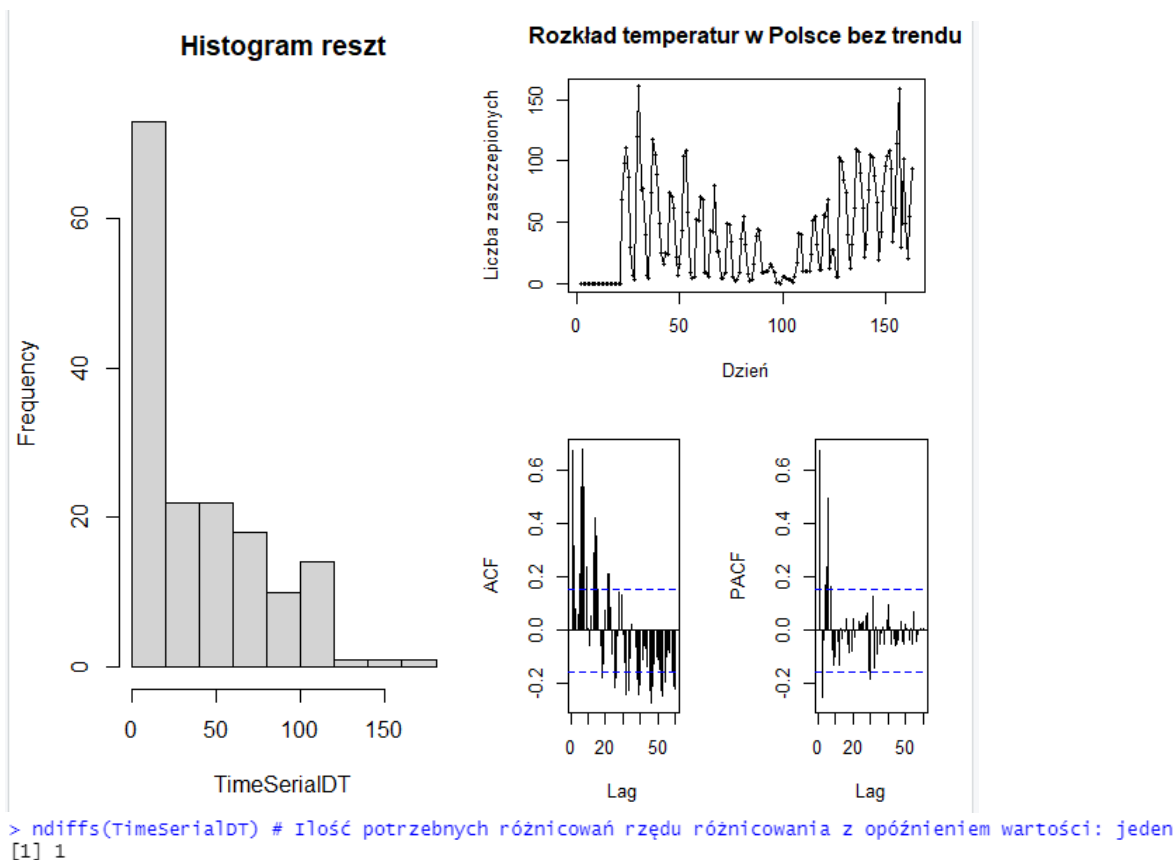 Histogram reszt
Frequency
0 20 40 60
0 50 100 150
TimeSerialDT
Rozkład temperatur w Polsce bez trendu
Liczba zaszczepionych
0 50 100 150
0 50 100 150
Dzień
ACF
-0.2 0.0 0.2 0.4 0.6
0 20 50
Lag
PACF
-0.2 0.0 0.2 0.4 0.6
0 20 50
Lag
> ndiffs(TimeSerialDT) # Ilość potrzebnych różnicowań rzędu różnicowania z opóźnieniem wartości: jeden
[1] 1